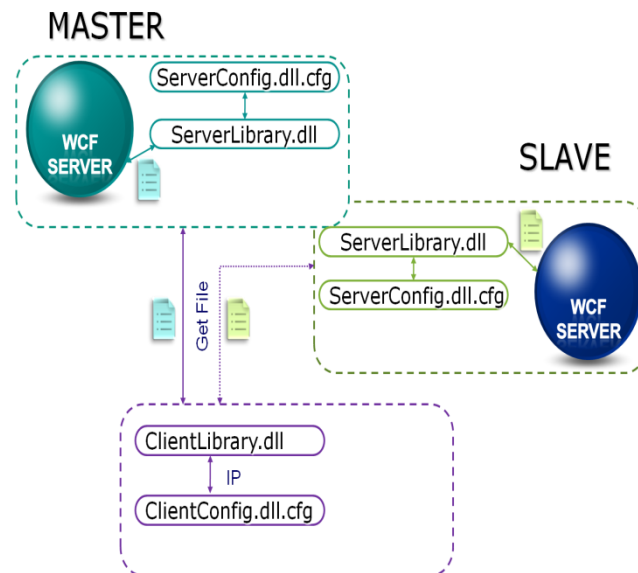 MASTER
ServerConfig.dll.cfg
ServerLibrary.dll
WCF
SERVER
SLAVE
ServerLibrary.dll
ServerConfig.dll.cfg
WCF
SERVER
Get File
ClientLibrary.dll
IP
ClientConfig.dll.cfg